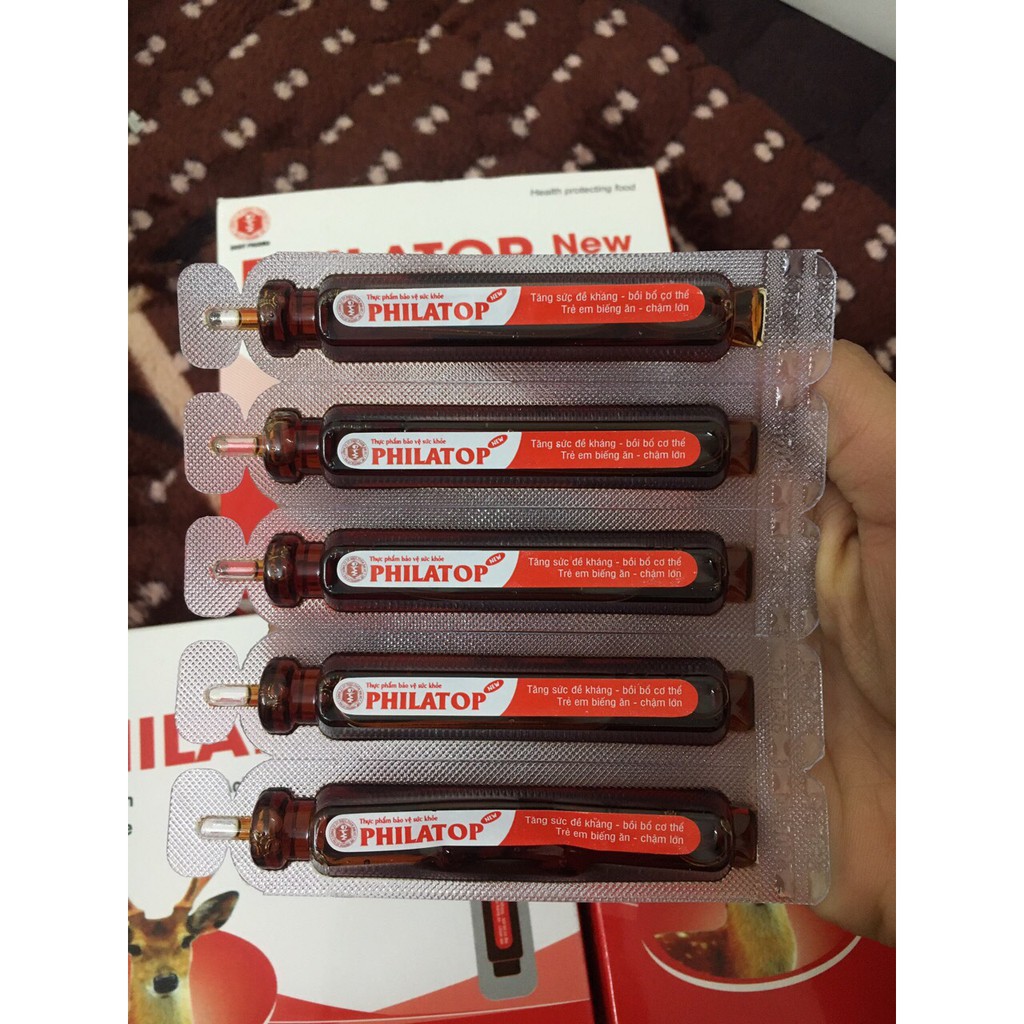 Health protecting food
PHILATOP New
Thực phẩm bảo vệ sức khỏe
PHILATOP NEW
Tăng sức đề kháng - bồi bổ cơ thể
Trẻ em biếng ăn - chậm lớn
Thực phẩm bảo vệ sức khỏe
PHILATOP NEW
Tăng sức đề kháng - bồi bổ cơ thể
Trẻ em biếng ăn - chậm lớn
Thực phẩm bảo vệ sức khỏe
PHILATOP NEW
Tăng sức đề kháng - bồi bổ cơ thể
Trẻ em biếng ăn - chậm lớn
Thực phẩm bảo vệ sức khỏe
PHILATOP NEW
Tăng sức đề kháng - bồi bổ cơ thể
Trẻ em biếng ăn - chậm lớn
Thực phẩm bảo vệ sức khỏe
PHILATOP NEW
Tăng sức đề kháng - bồi bổ cơ thể
Trẻ em biếng ăn - chậm lớn